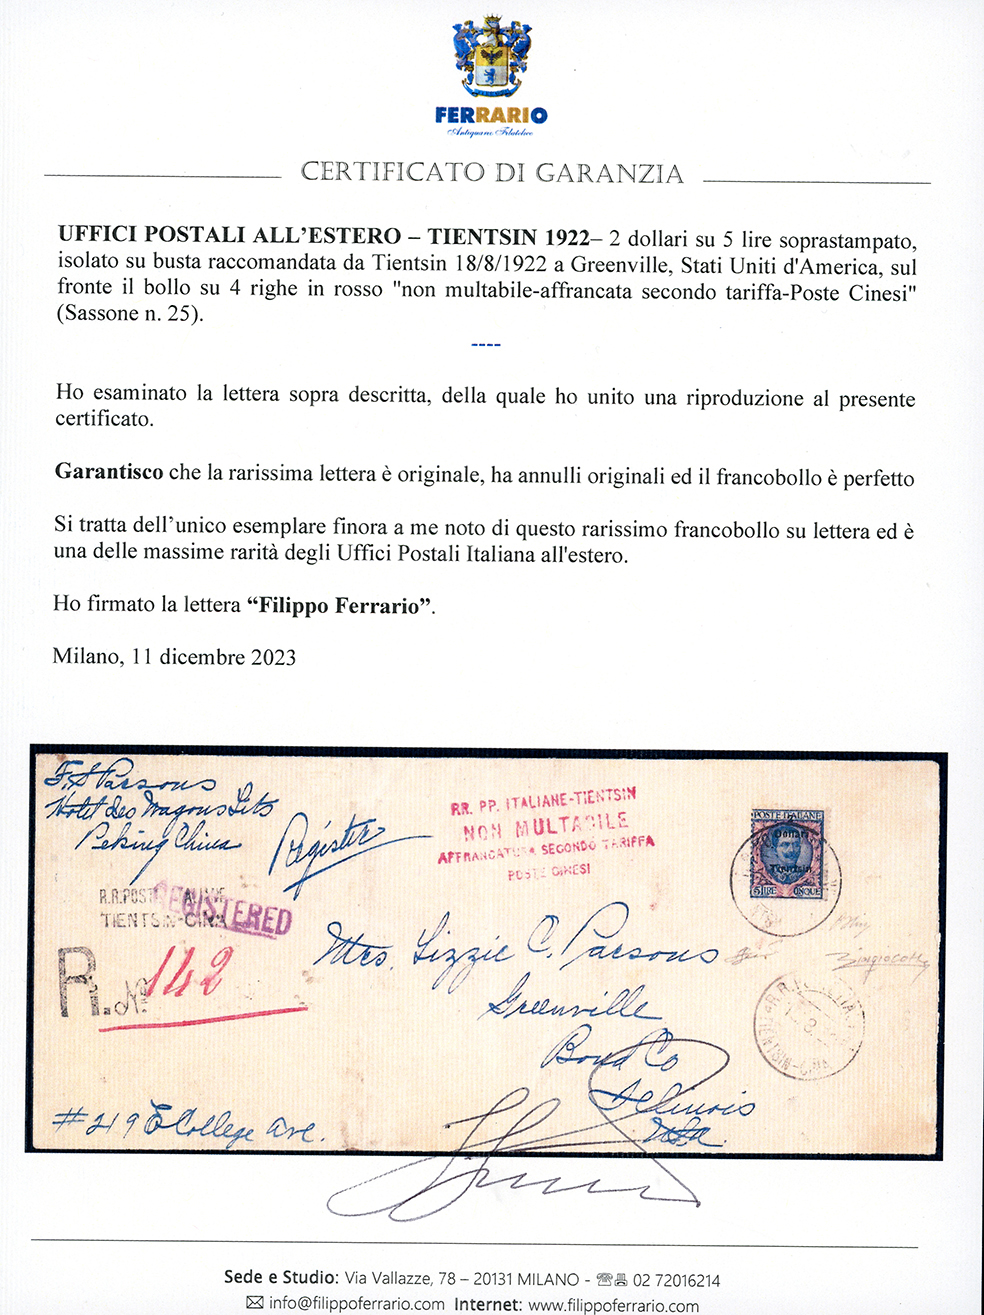 FERRARIO
Antiquario Filatelico
CERTIFICATO DI GARANZIA
UFFICI POSTALI ALL'ESTERO – TIENTSIN 1922– 2 dollari su 5 lire soprastampato,
isolato su busta raccomandata da Tientsin 18/8/1922 a Greenville, Stati Uniti d'America, sul
fronte il bollo su 4 righe in rosso "non multabile-affrancata secondo tariffa-Poste Cinesi"
(Sassone n. 25).
----
Ho esaminato la lettera sopra descritta, della quale ho unito una riproduzione al presente
certificato.
Garantisco che la rarissima lettera è originale, ha annulli originali ed il francobollo è perfetto
Si tratta dell'unico esemplare finora a me noto di questo rarissimo francobollo su lettera ed è
una delle massime rarità degli Uffici Postali Italiana all'estero.
Ho firmato la lettera “Filippo Ferrario”.
Milano, 11 dicembre 2023
F. S Parsons
Hotel des Wagons Lits
Peking China
Register
RR. PP. ITALIANE-TIENTSIN
NON MULTABILE
AFFRANCATURA SECONDO TARIFFA
POSTE CINESI
POSTE ITALIANE
Dollari
Tientsin
5 LIRE CINQUE
R.R.POST
TIENTSIN-CINA
REGISTERED
R. No 142
Mrs. Lizzie C. Parsons
Greenville
Bond Co
Illinois
USA.
#219 E College Ave.
TIENTSIN-CINA
Sede e Studio: Via Vallazze, 78 – 20131 MILANO - 02 72016214
info@filippoferrario.com Internet: www.filippoferrario.com